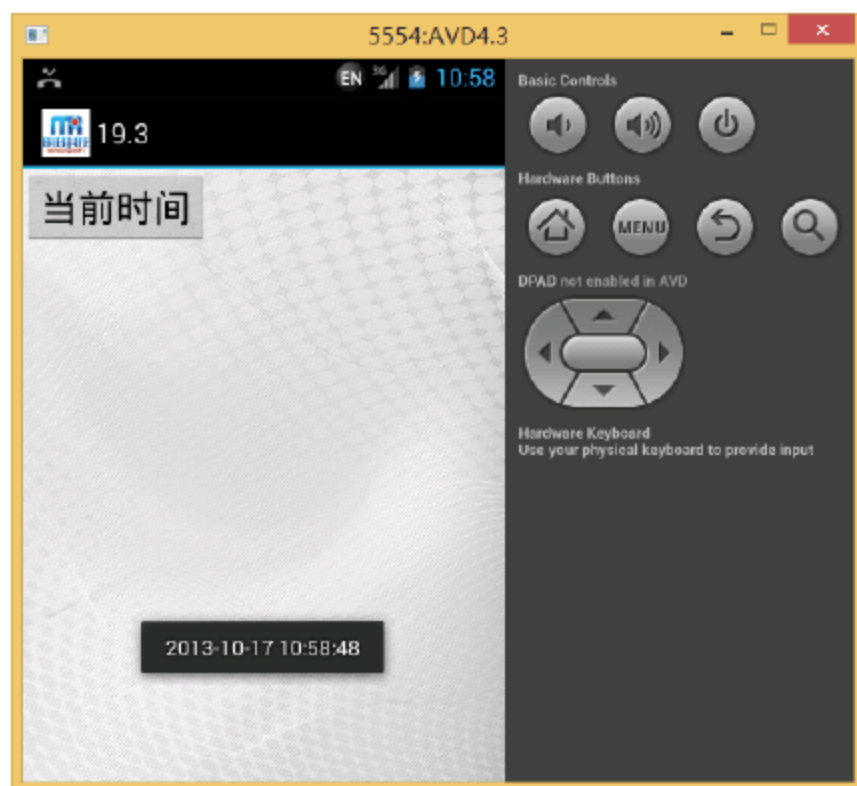 5554:AVD4.3
EN 3G 10:58
19.3
当前时间
2013-10-17 10:58:48
Basic Controls
Hardware Buttons
MENU
DPAD not enabled in AVD
Hardware Keyboard
Use your physical keyboard to provide input